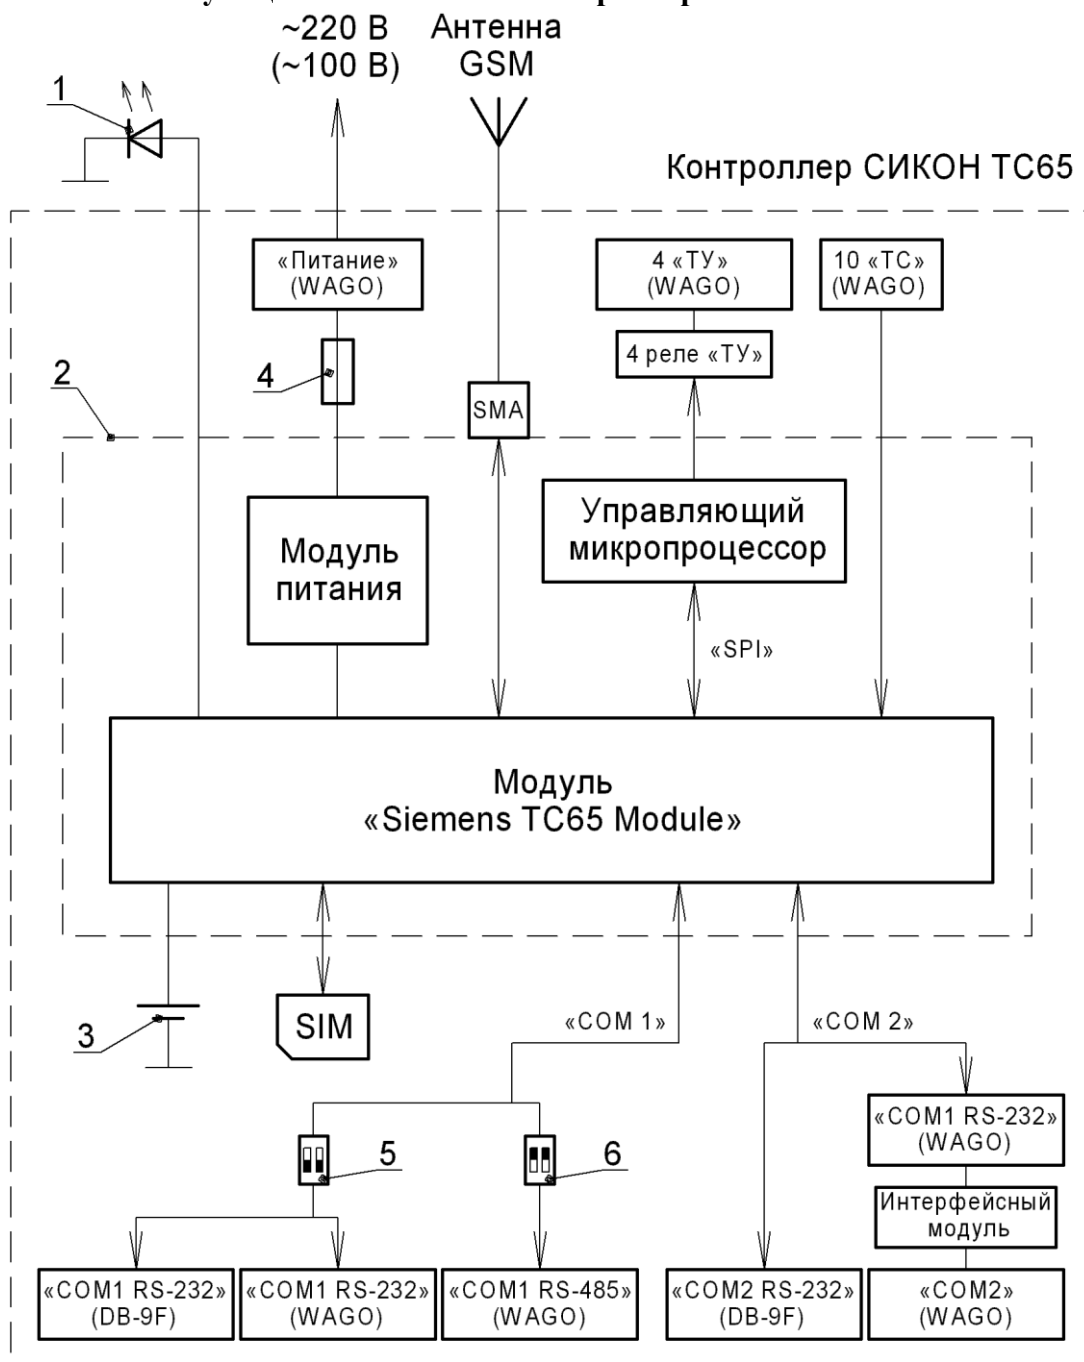 ~220 В
(~100 В)
Антенна
GSM
1
Контроллер СИКОН ТС65
«Питание»
(WAGO)
4 «ТУ»
(WAGO)
10 «ТС»
(WAGO)
4 реле «ТУ»
2
4
SMA
Модуль
питания
Управляющий
микропроцессор
«SPI»
Модуль
«Siemens TC65 Module»
3
SIM
«COM 1»
«COM 2»
«COM1 RS-232»
(WAGO)
5
6
Интерфейсный
модуль
«COM1 RS-232»
(DB-9F)
«COM1 RS-232»
(WAGO)
«COM1 RS-485»
(WAGO)
«COM2 RS-232»
(DB-9F)
«COM2»
(WAGO)